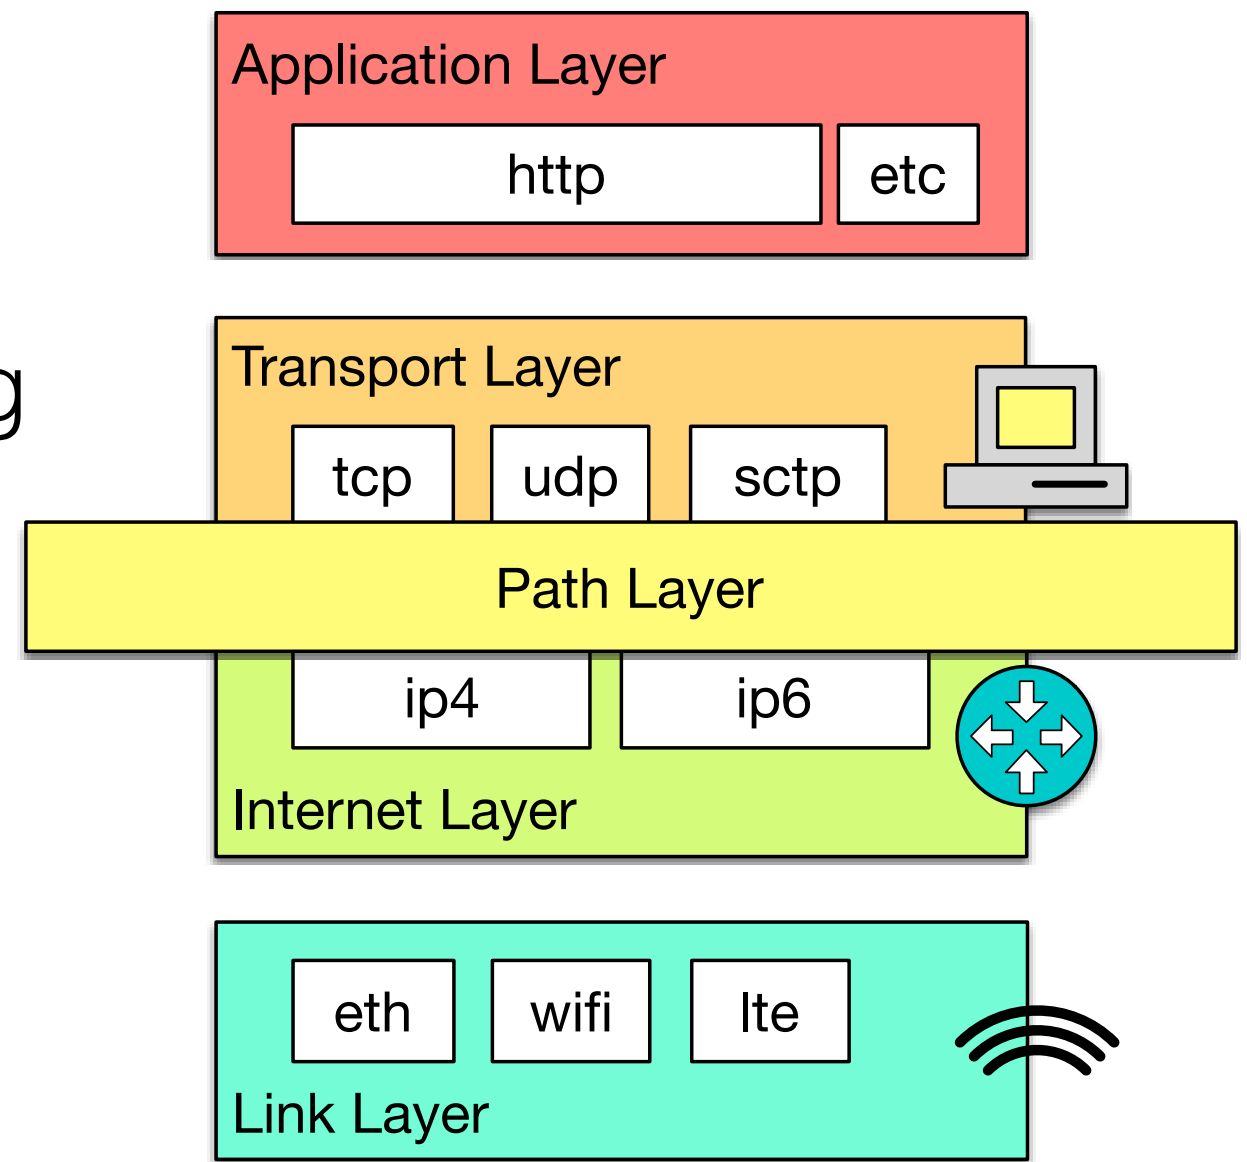 Application Layer
http etc
g
Transport Layer
tcp udp sctp
Path Layer
ip4 ip6
Internet Layer
eth wifi lte
Link Layer